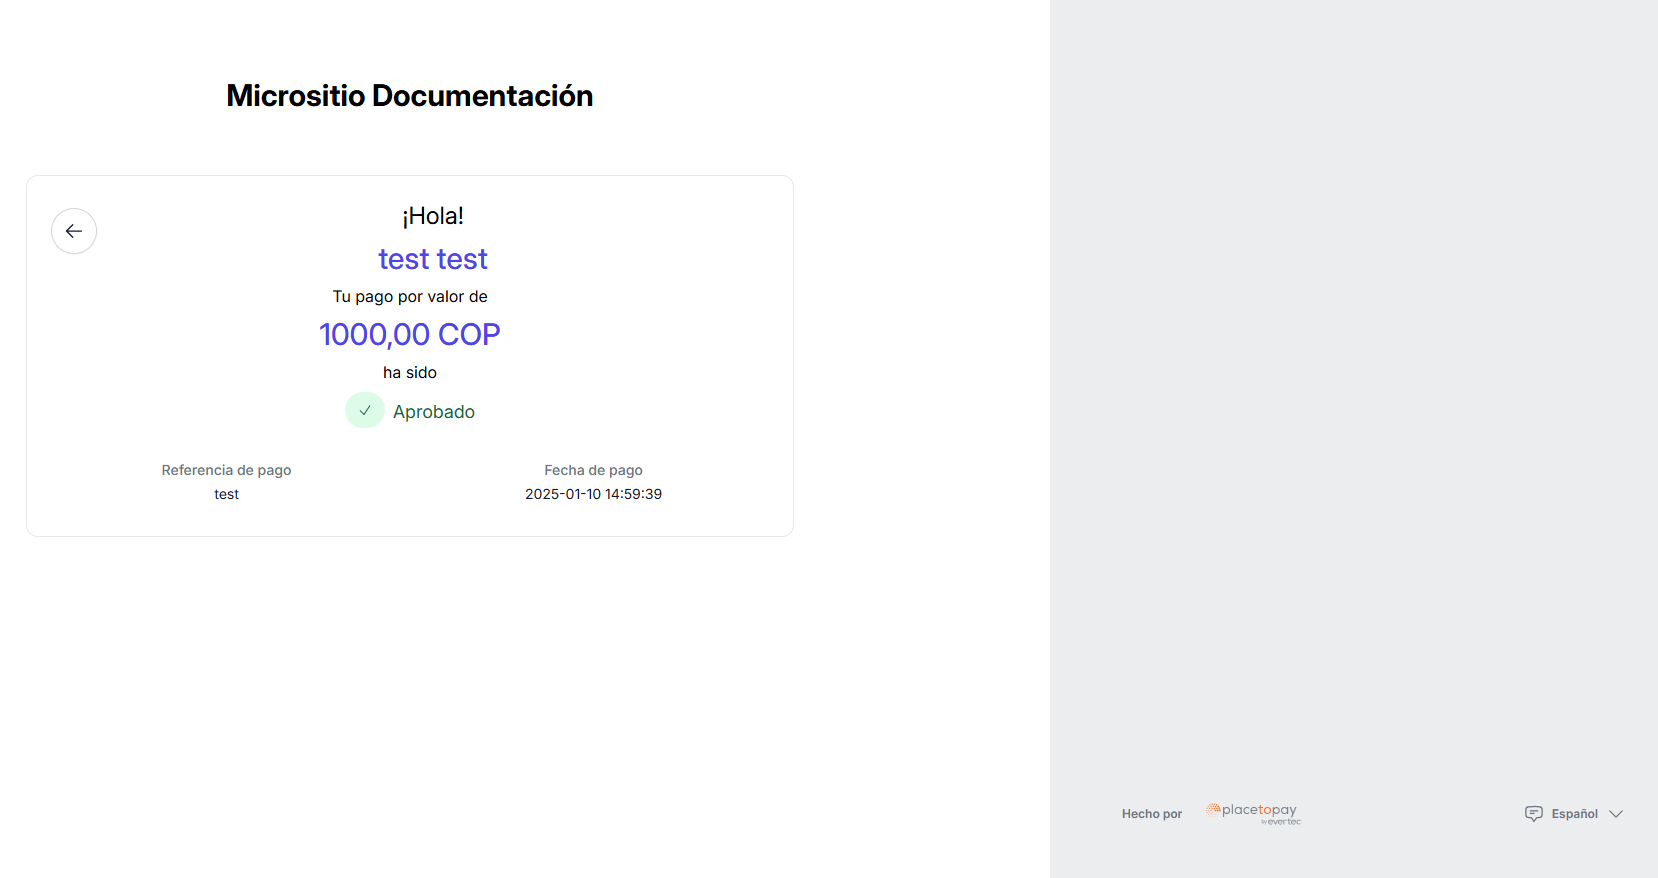 Micrositio Documentación
¡Hola!
test test
Tu pago por valor de
1000,00 COP
ha sido
Aprobado
Referencia de pago
test
Fecha de pago
2025-01-10 14:59:39
Hecho por
placetopay
by evertec
Español